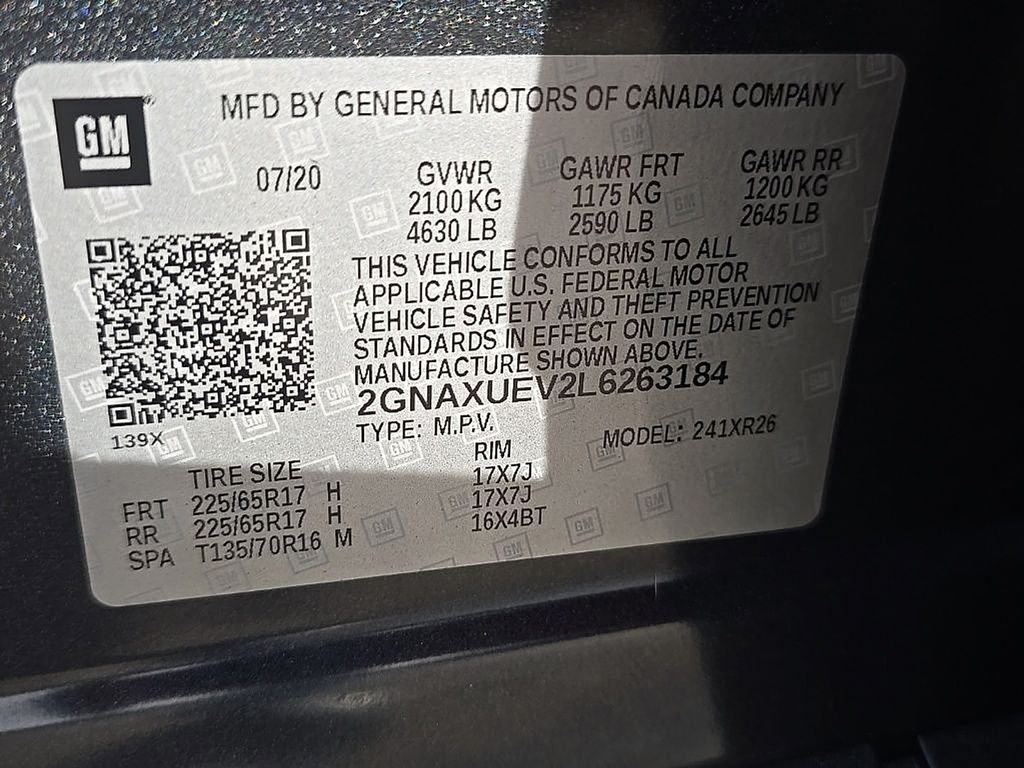 GM
MFD BY GENERAL MOTORS OF CANADA COMPANY
07/20
GVWR
2100 KG
4630 LB
GAWR FRT
1175 KG
2590 LB
GAWR RR
1200 KG
2645 LB
THIS VEHICLE CONFORMS TO ALL
APPLICABLE U.S. FEDERAL MOTOR
VEHICLE SAFETY AND THEFT PREVENTION
STANDARDS IN EFFECT ON THE DATE OF
MANUFACTURE SHOWN ABOVE.
2GNAXUEV2L6263184
TYPE: M.P.V. MODEL: 241XR26
139X
TIRE SIZE RIM
FRT 225/65R17 H 17X7J
RR 225/65R17 H 17X7J
SPA T135/70R16 M 16X4BT